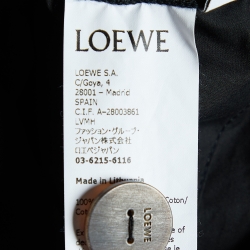 LOEWE
LOEWE S.A.
C/Goya, 4
28001 - Madrid
SPAIN
C.I.F. A-28003861
LVMH
ファッション・グループ・
ジャパン株式会社
ロエベジャパン
03-6215-6116
Made in Lithuania
100% Coton/
LOEWE